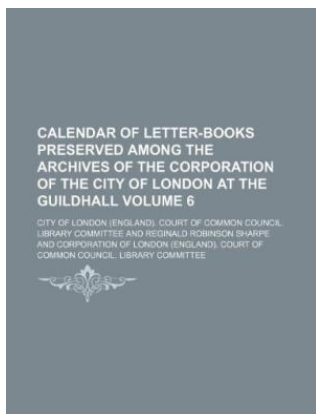 CALENDAR OF LETTER-BOOKS
PRESERVED AMONG THE
ARCHIVES OF THE CORPORATION
OF THE CITY OF LONDON AT THE
GUILDHALL VOLUME 6
CITY OF LONDON (ENGLAND). COURT OF COMMON COUNCIL.
LIBRARY COMMITTEE AND REGINALD ROBINSON SHARPE
AND CORPORATION OF LONDON (ENGLAND). COURT OF
COMMON COUNCIL. LIBRARY COMMITTEE